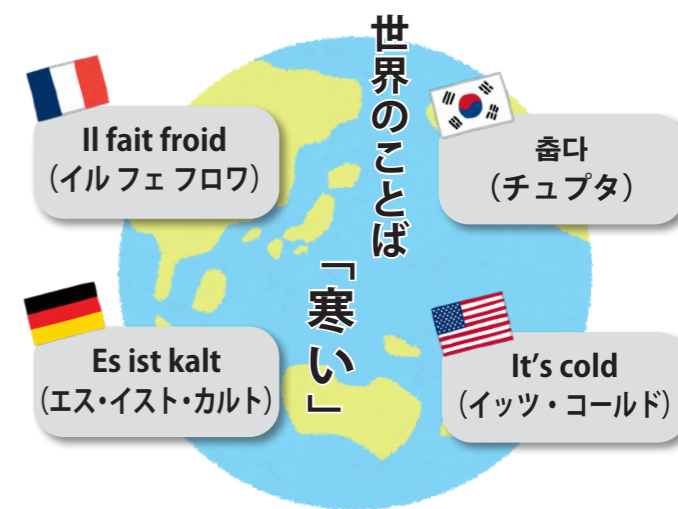 世界のことば
「寒い」
Il fait froid
（イル フェ フロワ）
춥다
（チュプタ）
Es ist kalt
（エス・イスト・カルト）
It’s cold
（イッツ・コールド）